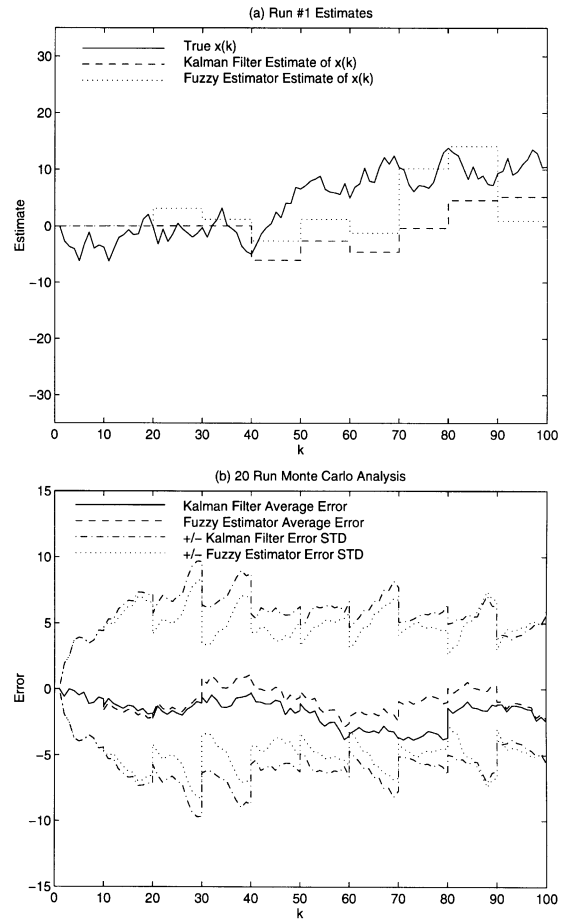 (a) Run #1 Estimates
True x(k)
Kalman Filter Estimate of x(k)
Fuzzy Estimator Estimate of x(k)
30
20
10
0
−10
−20
−30
Estimate
0 10 20 30 40 50 60 70 80 90 100
k
(b) 20 Run Monte Carlo Analysis
Kalman Filter Average Error
Fuzzy Estimator Average Error
+/− Kalman Filter Error STD
+/− Fuzzy Estimator Error STD
15
10
5
0
−5
−10
−15
Error
0 10 20 30 40 50 60 70 80 90 100
k